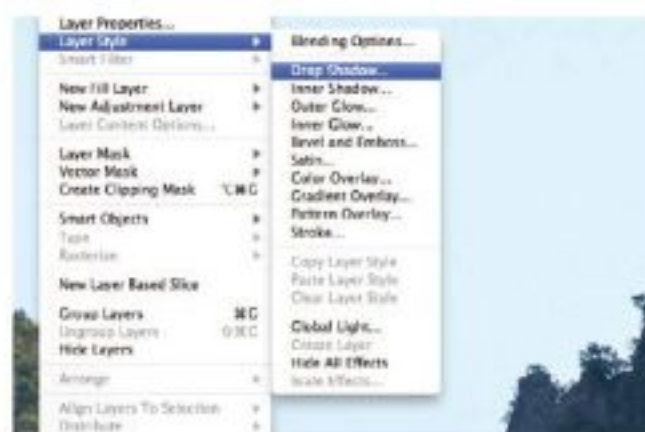 Layer Properties...
Layer Style
Smart Filter
New Fill Layer
New Adjustment Layer
Layer Content Options...
Layer Mask
Vector Mask
Create Clipping Mask ⌥⌘G
Smart Objects
Type
Rasterize
New Layer Based Slice
Group Layers ⌘G
Ungroup Layers ⇧⌘G
Hide Layers
Arrange
Align Layers To Selection
Distribute
Blending Options...
Drop Shadow...
Inner Shadow...
Outer Glow...
Inner Glow...
Bevel and Emboss...
Satin...
Color Overlay...
Gradient Overlay...
Pattern Overlay...
Stroke...
Copy Layer Style
Paste Layer Style
Clear Layer Style
Global Light...
Create Layer
Hide All Effects
Scale Effects...